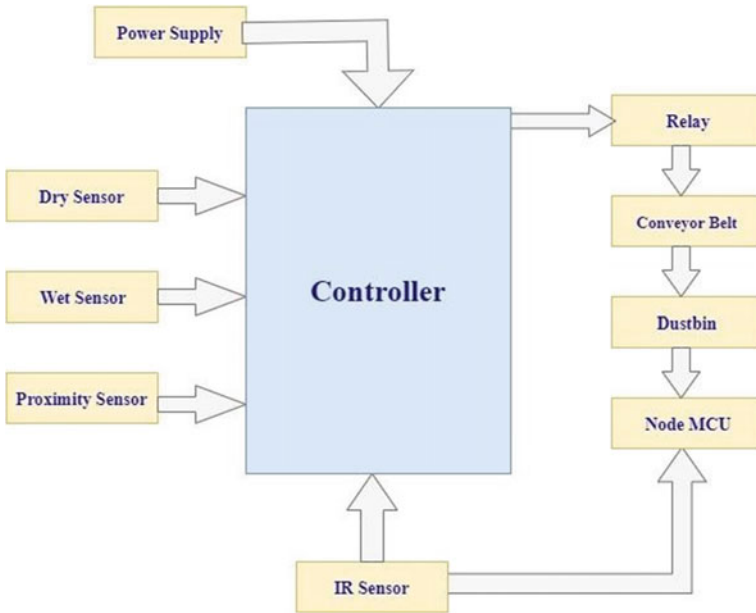 Power Supply
Relay
Dry Sensor
Conveyor Belt
Wet Sensor
Controller
Dustbin
Proximity Sensor
Node MCU
IR Sensor